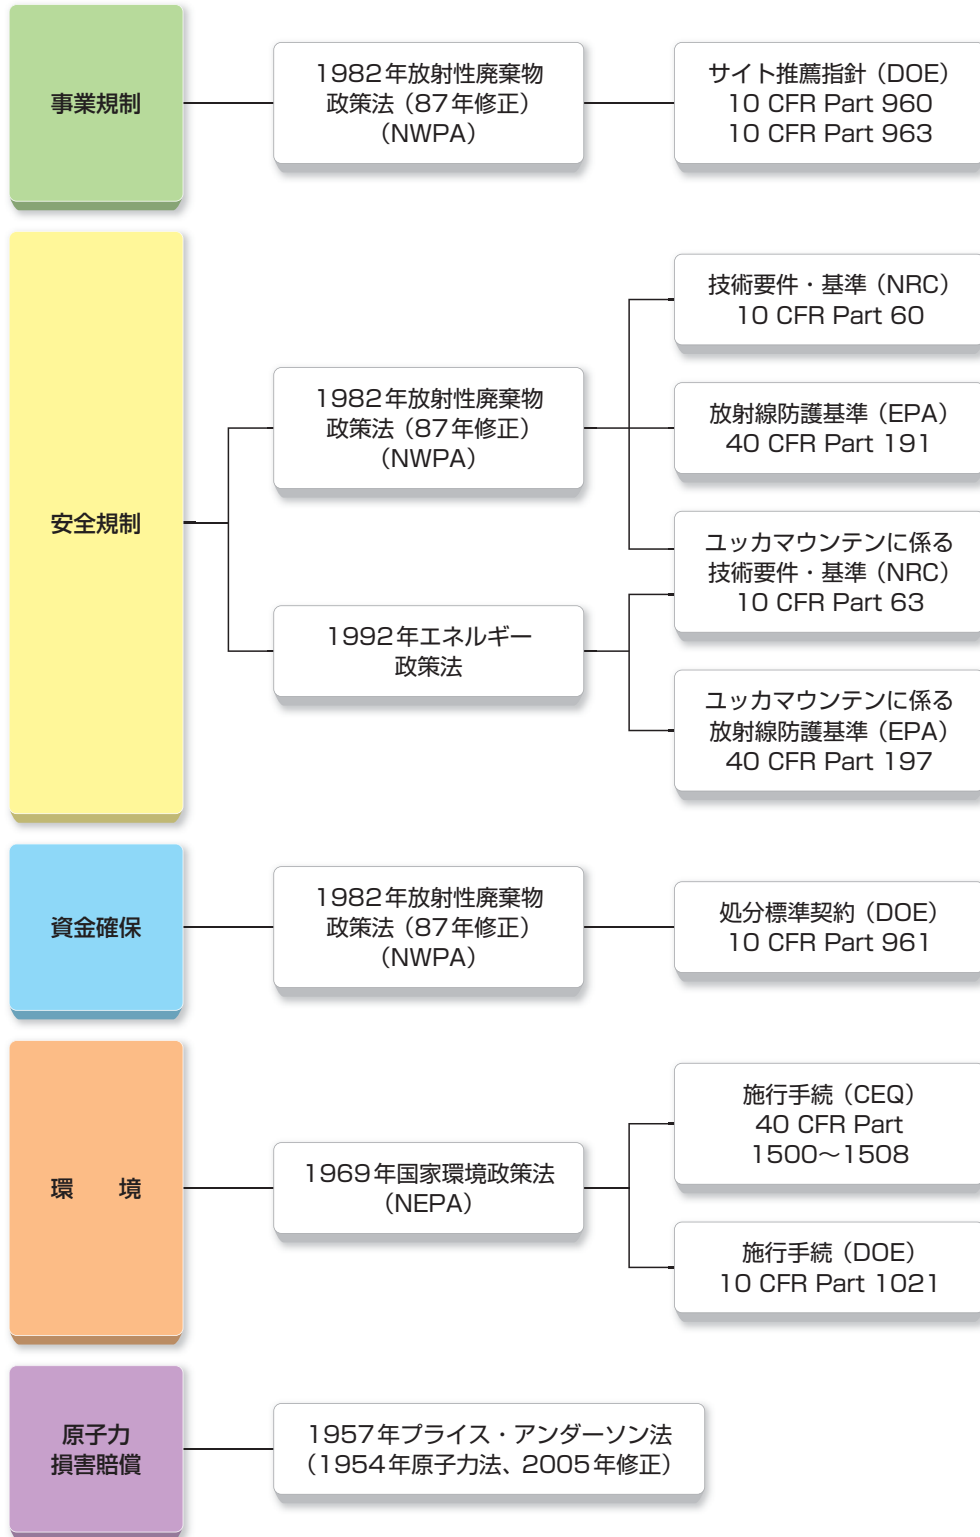 事業規制
1982年放射性廃棄物
政策法（87年修正）
（NWPA）
サイト推薦指針（DOE）
10 CFR Part 960
10 CFR Part 963
安全規制
1982年放射性廃棄物
政策法（87年修正）
（NWPA）
1992年エネルギー
政策法
技術要件・基準（NRC）
10 CFR Part 60
放射線防護基準（EPA）
40 CFR Part 191
ユッカマウンテンに係る
技術要件・基準（NRC）
10 CFR Part 63
ユッカマウンテンに係る
放射線防護基準（EPA）
40 CFR Part 197
資金確保
1982年放射性廃棄物
政策法（87年修正）
（NWPA）
処分標準契約（DOE）
10 CFR Part 961
環　境
1969年国家環境政策法
（NEPA）
施行手続（CEQ）
40 CFR Part
1500～1508
施行手続（DOE）
10 CFR Part 1021
原子力
損害賠償
1957年プライス・アンダーソン法
（1954年原子力法、2005年修正）